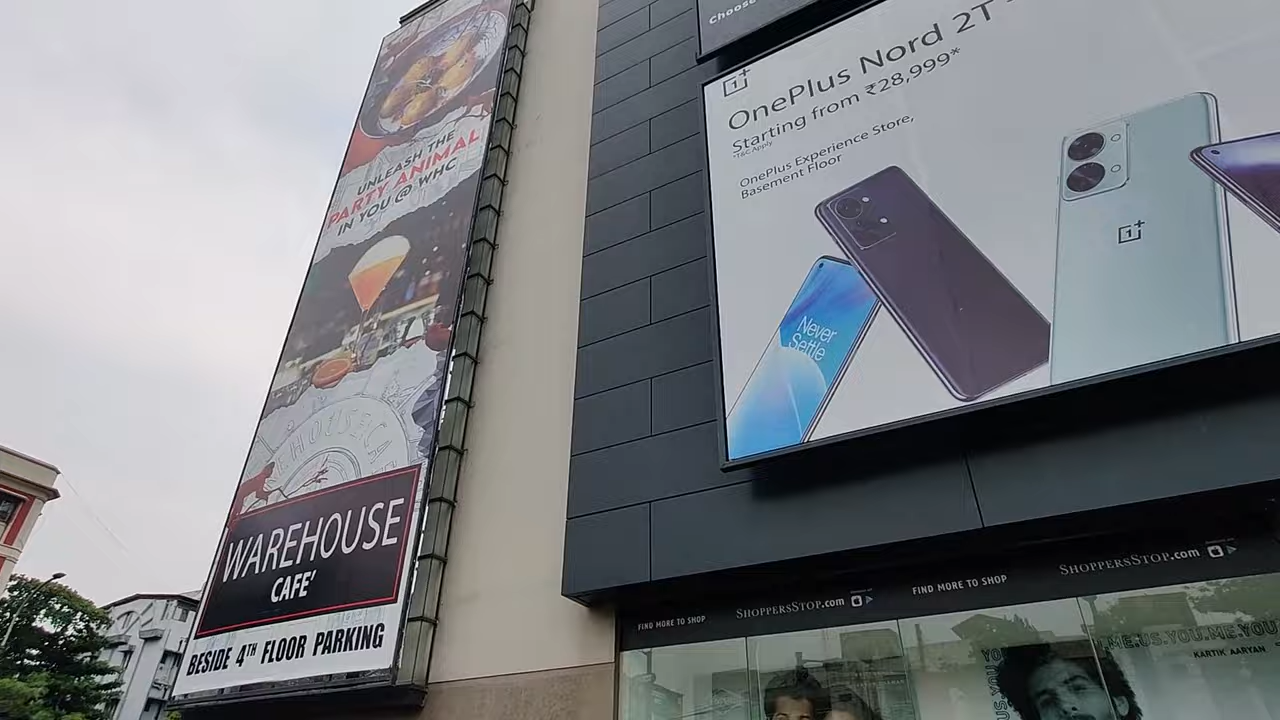 UNLEASH THE
PARTY ANIMAL
IN YOU @ WHC
WAREHOUSE
CAFE'
BESIDE 4TH FLOOR PARKING
Choose
OnePlus Nord 2T
Starting from ₹28,999*
*T&C Apply
OnePlus Experience Store,
Basement Floor
Never
Settle
FIND MORE TO SHOP
SHOPPERSSTOP.com
FIND MORE TO SHOP
SHOPPERSSTOP.com
ME.US.YOU.ME.YOU
KARTIK AARYAN